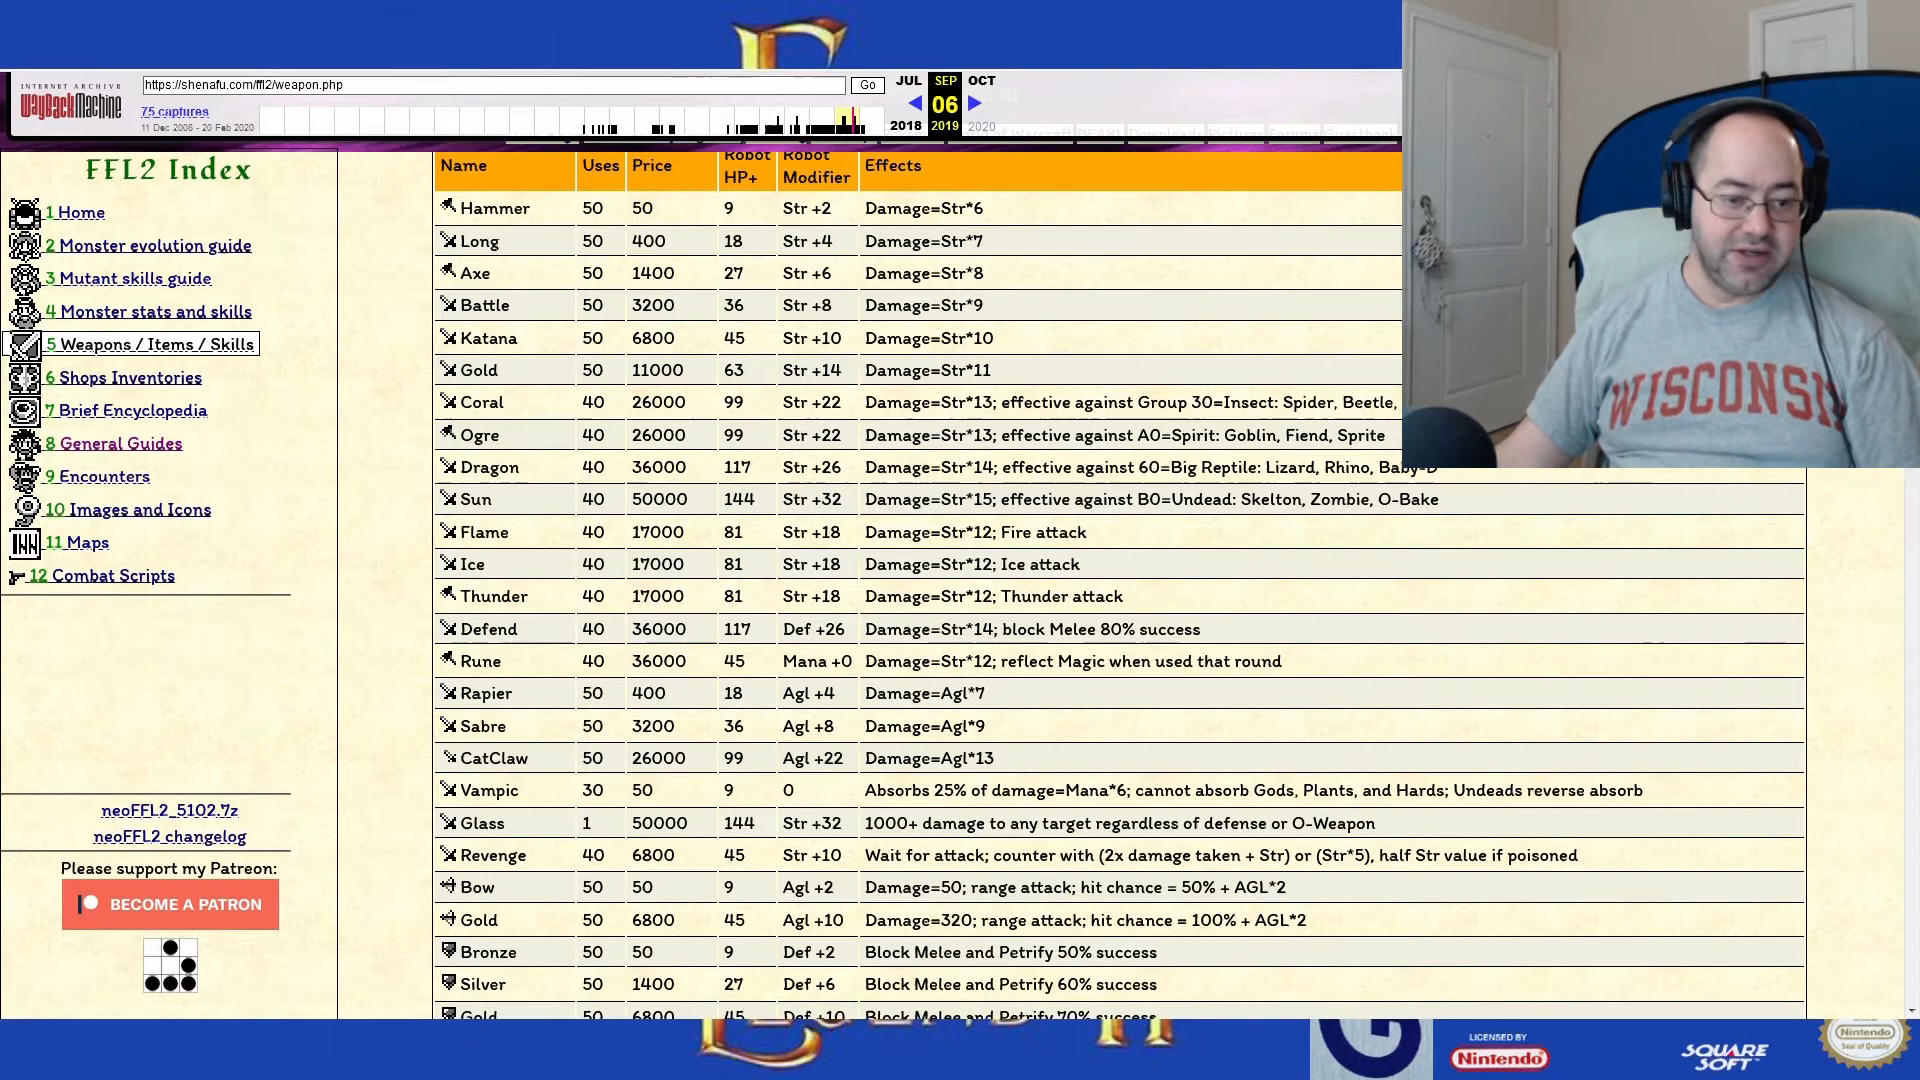 INTERNET ARCHIVE
WayBackMachine
https://shenafu.com/ffl2/weapon.php
Go
JUL
SEP
OCT
75 captures
11 Dec 2008 - 20 Feb 2020
06
2018
2019
2020
FFL2 Index
1 Home
2 Monster evolution guide
3 Mutant skills guide
4 Monster stats and skills
5 Weapons / Items / Skills
6 Shops Inventories
7 Brief Encyclopedia
8 General Guides
9 Encounters
10 Images and Icons
11 Maps
12 Combat Scripts
neoFFL2_5102.7z
neoFFL2 changelog
Please support my Patreon:
BECOME A PATRON
Name Uses Price Robot HP+ Robot Modifier Effects
Hammer 50 50 9 Str +2 Damage=Str*6
Long 50 400 18 Str +4 Damage=Str*7
Axe 50 1400 27 Str +6 Damage=Str*8
Battle 50 3200 36 Str +8 Damage=Str*9
Katana 50 6800 45 Str +10 Damage=Str*10
Gold 50 11000 63 Str +14 Damage=Str*11
Coral 40 26000 99 Str +22 Damage=Str*13; effective against Group 30=Insect: Spider, Beetle,
Ogre 40 26000 99 Str +22 Damage=Str*13; effective against A0=Spirit: Goblin, Fiend, Sprite
Dragon 40 36000 117 Str +26 Damage=Str*14; effective against 60=Big Reptile: Lizard, Rhino, Baby-D
Sun 40 50000 144 Str +32 Damage=Str*15; effective against B0=Undead: Skelton, Zombie, O-Bake
Flame 40 17000 81 Str +18 Damage=Str*12; Fire attack
Ice 40 17000 81 Str +18 Damage=Str*12; Ice attack
Thunder 40 17000 81 Str +18 Damage=Str*12; Thunder attack
Defend 40 36000 117 Def +26 Damage=Str*14; block Melee 80% success
Rune 40 36000 45 Mana +0 Damage=Str*12; reflect Magic when used that round
Rapier 50 400 18 Agl +4 Damage=Agl*7
Sabre 50 3200 36 Agl +8 Damage=Agl*9
CatClaw 50 26000 99 Agl +22 Damage=Agl*13
Vampic 30 50 9 0 Absorbs 25% of damage=Mana*6; cannot absorb Gods, Plants, and Hards; Undeads reverse absorb
Glass 1 50000 144 Str +32 1000+ damage to any target regardless of defense or O-Weapon
Revenge 40 6800 45 Str +10 Wait for attack; counter with (2x damage taken + Str) or (Str*5), half Str value if poisoned
Bow 50 50 9 Agl +2 Damage=50; range attack; hit chance = 50% + AGL*2
Gold 50 6800 45 Agl +10 Damage=320; range attack; hit chance = 100% + AGL*2
Bronze 50 50 9 Def +2 Block Melee and Petrify 50% success
Silver 50 1400 27 Def +6 Block Melee and Petrify 60% success
Gold 50 6800 45 Def +10 Block Melee and Petrify 70% success
WISCONSI
LICENSED BY
Nintendo
SQUARE
SOFT
Nintendo
Seal of Quality